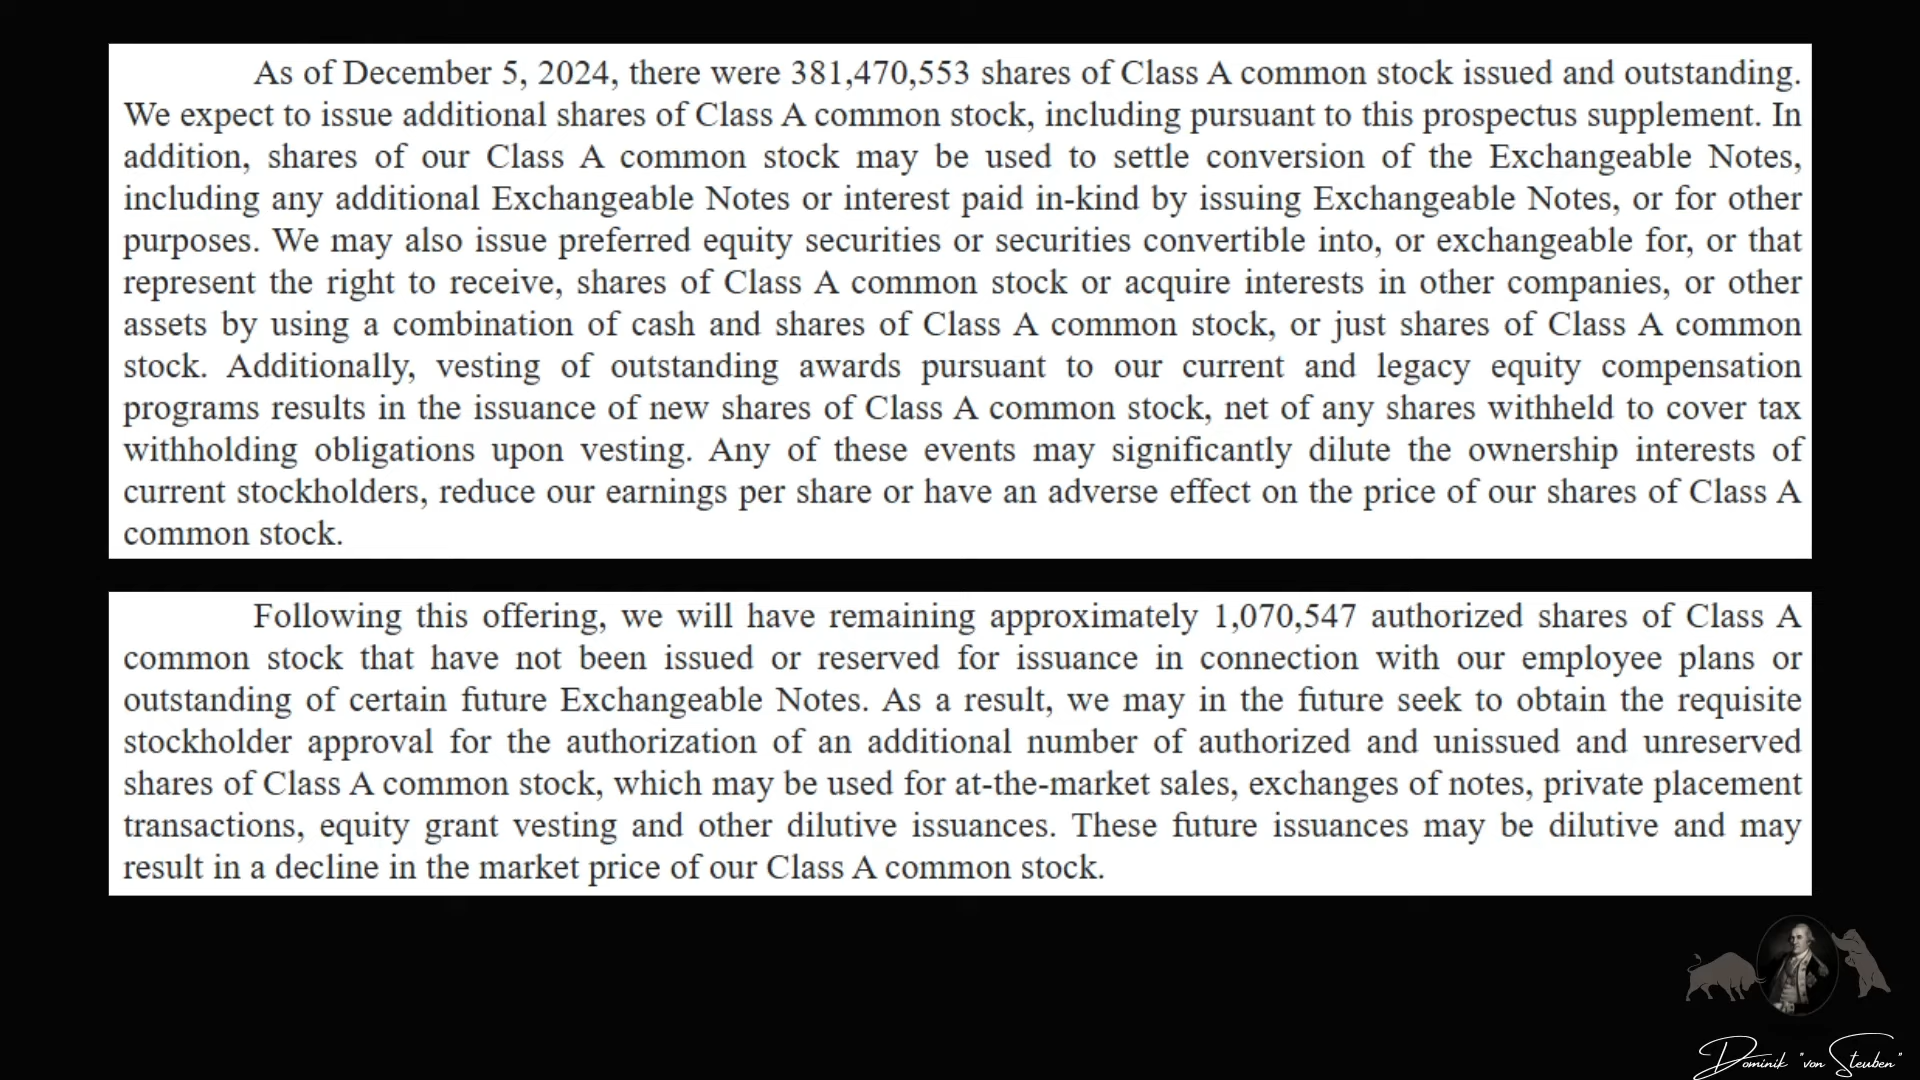 As of December 5, 2024, there were 381,470,553 shares of Class A common stock issued and outstanding.
We expect to issue additional shares of Class A common stock, including pursuant to this prospectus supplement. In
addition, shares of our Class A common stock may be used to settle conversion of the Exchangeable Notes,
including any additional Exchangeable Notes or interest paid in-kind by issuing Exchangeable Notes, or for other
purposes. We may also issue preferred equity securities or securities convertible into, or exchangeable for, or that
represent the right to receive, shares of Class A common stock or acquire interests in other companies, or other
assets by using a combination of cash and shares of Class A common stock, or just shares of Class A common
stock. Additionally, vesting of outstanding awards pursuant to our current and legacy equity compensation
programs results in the issuance of new shares of Class A common stock, net of any shares withheld to cover tax
withholding obligations upon vesting. Any of these events may significantly dilute the ownership interests of
current stockholders, reduce our earnings per share or have an adverse effect on the price of our shares of Class A
common stock.
Following this offering, we will have remaining approximately 1,070,547 authorized shares of Class A
common stock that have not been issued or reserved for issuance in connection with our employee plans or
outstanding of certain future Exchangeable Notes. As a result, we may in the future seek to obtain the requisite
stockholder approval for the authorization of an additional number of authorized and unissued and unreserved
shares of Class A common stock, which may be used for at-the-market sales, exchanges of notes, private placement
transactions, equity grant vesting and other dilutive issuances. These future issuances may be dilutive and may
result in a decline in the market price of our Class A common stock.
Dominik "von Steuben"